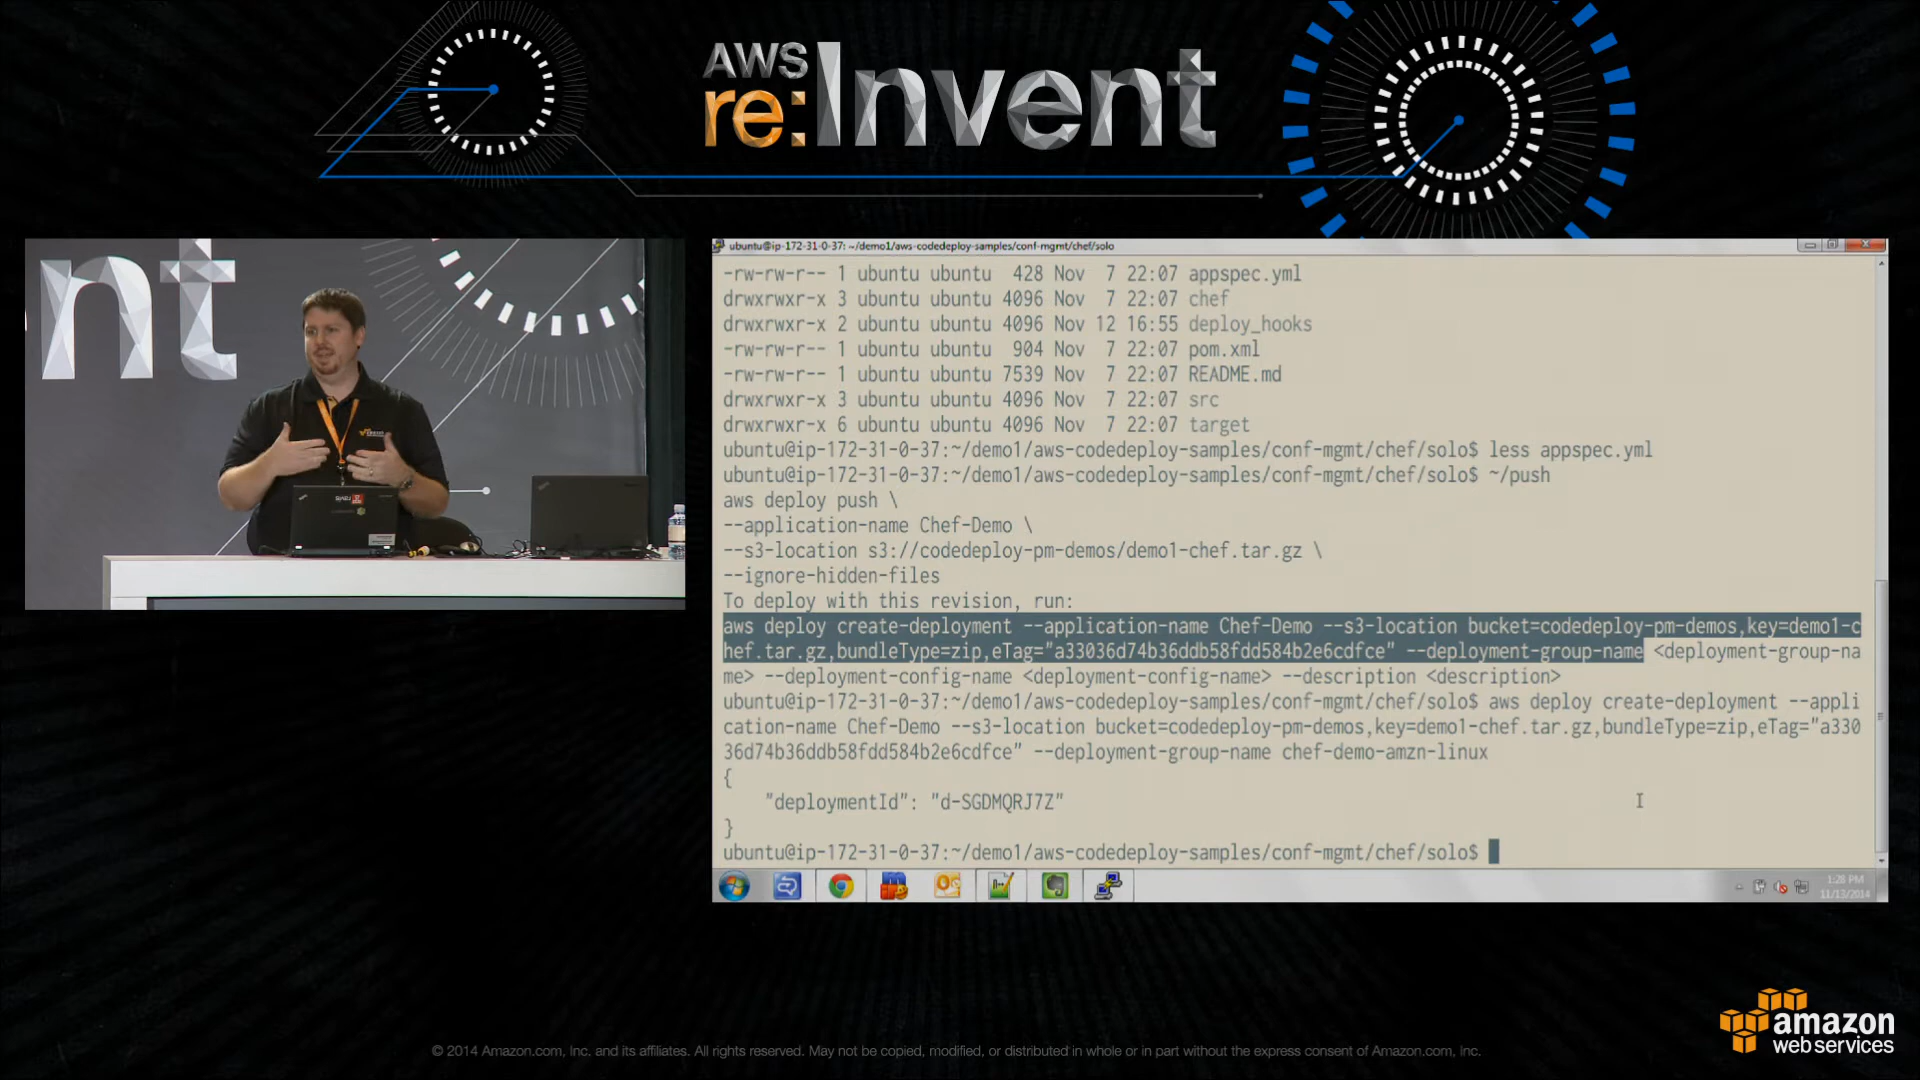 AWS
re:Invent
nt
ubuntu@ip-172-31-0-37: ~/demo1/aws-codedeploy-samples/conf-mgmt/chef/solo
-rw-rw-r-- 1 ubuntu ubuntu  428 Nov  7 22:07 appspec.yml
drwxrwxr-x 3 ubuntu ubuntu 4096 Nov  7 22:07 chef
drwxrwxr-x 2 ubuntu ubuntu 4096 Nov 12 16:55 deploy_hooks
-rw-rw-r-- 1 ubuntu ubuntu  904 Nov  7 22:07 pom.xml
-rw-rw-r-- 1 ubuntu ubuntu 7539 Nov  7 22:07 README.md
drwxrwxr-x 3 ubuntu ubuntu 4096 Nov  7 22:07 src
drwxrwxr-x 6 ubuntu ubuntu 4096 Nov  7 22:07 target
ubuntu@ip-172-31-0-37:~/demo1/aws-codedeploy-samples/conf-mgmt/chef/solo$ less appspec.yml
ubuntu@ip-172-31-0-37:~/demo1/aws-codedeploy-samples/conf-mgmt/chef/solo$ ~/push
aws deploy push \
--application-name Chef-Demo \
--s3-location s3://codedeploy-pm-demos/demo1-chef.tar.gz \
--ignore-hidden-files
To deploy with this revision, run:
aws deploy create-deployment --application-name Chef-Demo --s3-location bucket=codedeploy-pm-demos,key=demo1-c
hef.tar.gz,bundleType=zip,eTag="a33036d74b36ddb58fdd584b2e6cdfce" --deployment-group-name <deployment-group-na
me> --deployment-config-name <deployment-config-name> --description <description>
ubuntu@ip-172-31-0-37:~/demo1/aws-codedeploy-samples/conf-mgmt/chef/solo$ aws deploy create-deployment --appli
cation-name Chef-Demo --s3-location bucket=codedeploy-pm-demos,key=demo1-chef.tar.gz,bundleType=zip,eTag="a330
36d74b36ddb58fdd584b2e6cdfce" --deployment-group-name chef-demo-amzn-linux
{
    "deploymentId": "d-SGDMQRJ7Z"
}
ubuntu@ip-172-31-0-37:~/demo1/aws-codedeploy-samples/conf-mgmt/chef/solo$
1:28 PM
11/13/2014
© 2014 Amazon.com, Inc. and its affiliates. All rights reserved. May not be copied, modified, or distributed in whole or in part without the express consent of Amazon.com, Inc.
amazon
web services